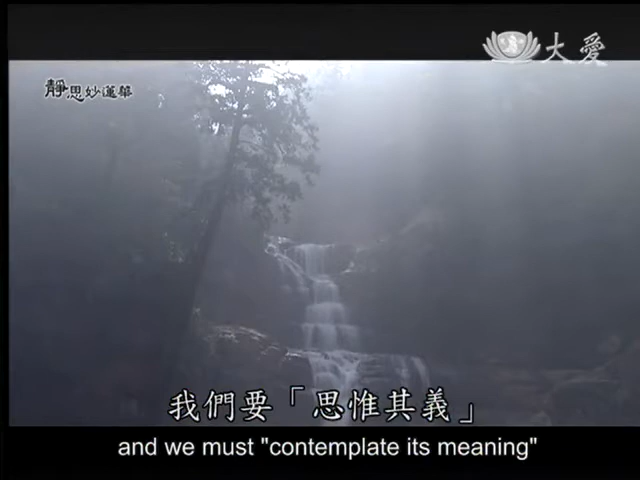 大愛
靜思妙蓮華
我們要「思惟其義」
and we must "contemplate its meaning"